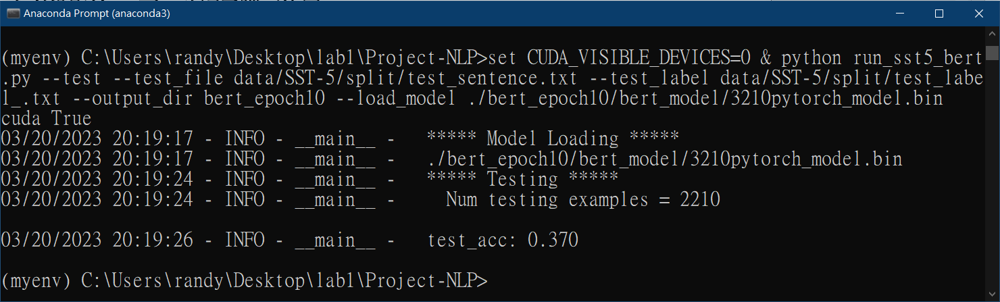 Anaconda Prompt (anaconda3)
(myenv) C:\Users\randy\Desktop\lab1\Project-NLP>set CUDA_VISIBLE_DEVICES=0 & python run_sst5_bert
.py --test --test_file data/SST-5/split/test_sentence.txt --test_label data/SST-5/split/test_labe
l_.txt --output_dir bert_epoch10 --load_model ./bert_epoch10/bert_model/3210pytorch_model.bin
cuda True
03/20/2023 20:19:17 - INFO - __main__ -   ***** Model Loading *****
03/20/2023 20:19:17 - INFO - __main__ -   ./bert_epoch10/bert_model/3210pytorch_model.bin
03/20/2023 20:19:24 - INFO - __main__ -   ***** Testing *****
03/20/2023 20:19:24 - INFO - __main__ -     Num testing examples = 2210
03/20/2023 20:19:26 - INFO - __main__ -   test_acc: 0.370
(myenv) C:\Users\randy\Desktop\lab1\Project-NLP>